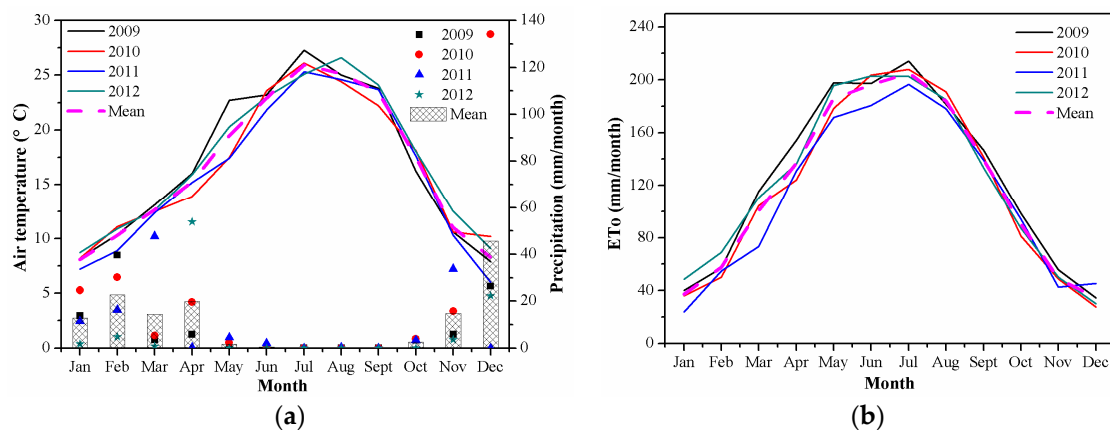 30
25
20
15
10
5
0
Air temperature (° C)
2009
2010
2011
2012
Mean
2009
2010
2011
2012
Mean
140
120
100
80
60
40
20
0
Precipitation (mm/month)
Jan Feb Mar Apr May Jun Jul Aug Sept Oct Nov Dec
Month
(a)
240
200
160
120
80
40
0
ETo (mm/month)
2009
2010
2011
2012
Mean
Jan Feb Mar Apr May Jun Jul Aug Sept Oct Nov Dec
Month
(b)